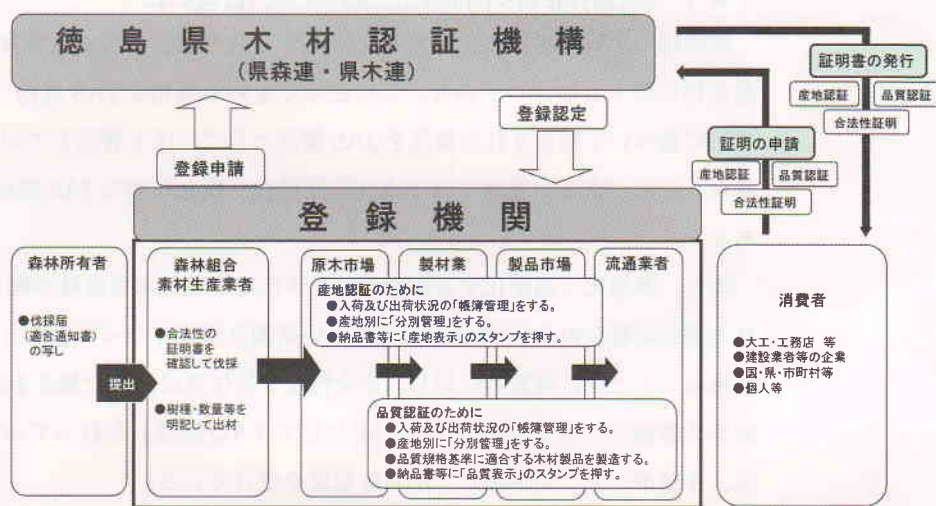 徳島県木材認証機構
(県森連・県木連)
証明書の発行
産地認証
品質認証
合法性証明
登録認定
証明の申請
産地認証
品質認証
合法性証明
登録申請
登録機関
森林所有者
●伐採届
(適合通知書)
の写し
提出
森林組合
素材生産業者
●合法性の
証明書を
確認して伐採
●樹種・数量等を
明記して出材
原木市場
製材業
製品市場
流通業者
産地認証のために
●入荷及び出荷状況の「帳簿管理」をする。
●産地別に「分別管理」をする。
●納品書等に「産地表示」のスタンプを押す。
品質認証のために
●入荷及び出荷状況の「帳簿管理」をする。
●産地別に「分別管理」をする。
●品質規格基準に適合する木材製品を製造する。
●納品書等に「品質表示」のスタンプを押す。
消費者
●大工・工務店 等
●建設業者等の企業
●国・県・市町村等
●個人等